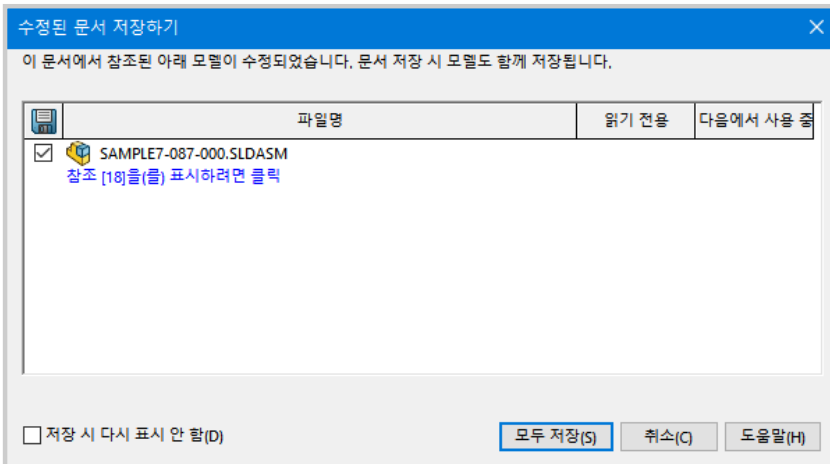 수정된 문서 저장하기
이 문서에서 참조된 아래 모델이 수정되었습니다. 문서 저장 시 모델도 함께 저장됩니다.
파일명 읽기 전용 다음에서 사용 중
SAMPLE7-087-000.SLDASM
참조 [18]을(를) 표시하려면 클릭
저장 시 다시 표시 안 함(D) 모두 저장(S) 취소(C) 도움말(H)